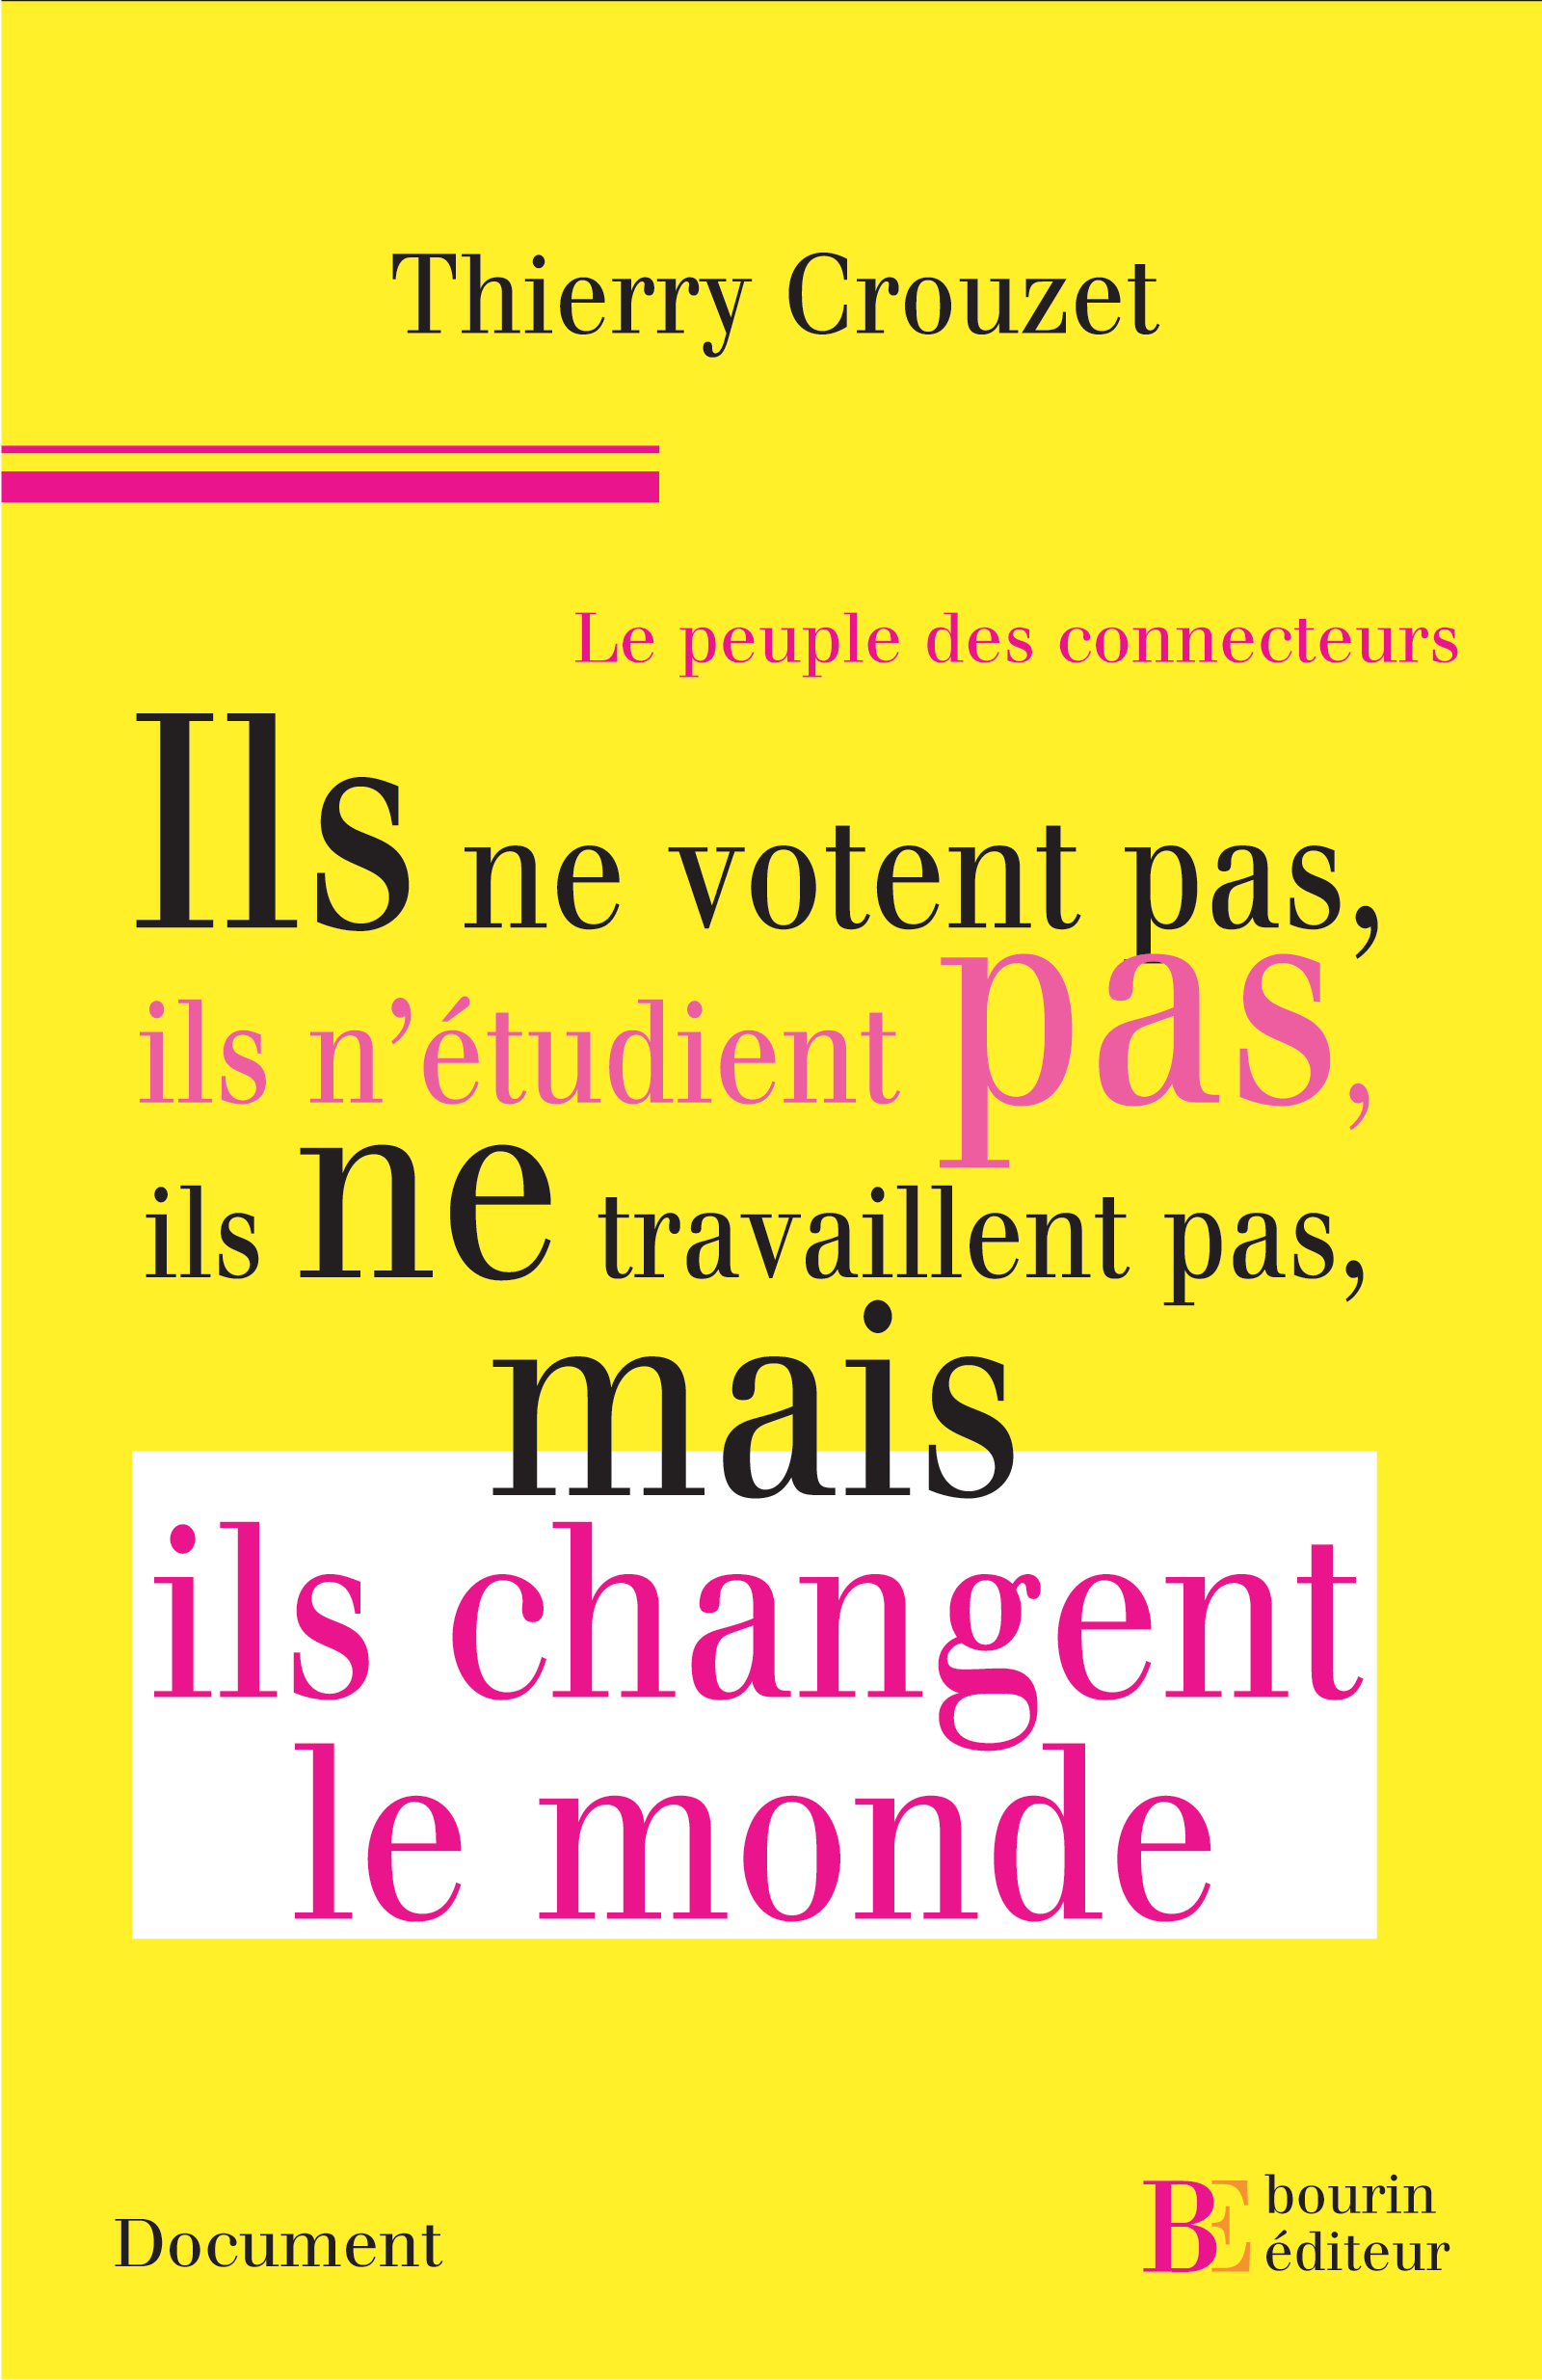 Thierry Crouzet
Le peuple des connecteurs
Ils ne votent pas,
ils n’étudient pas,
ils ne travaillent pas,
mais
ils changent
le monde
Document
BE bourin
éditeur